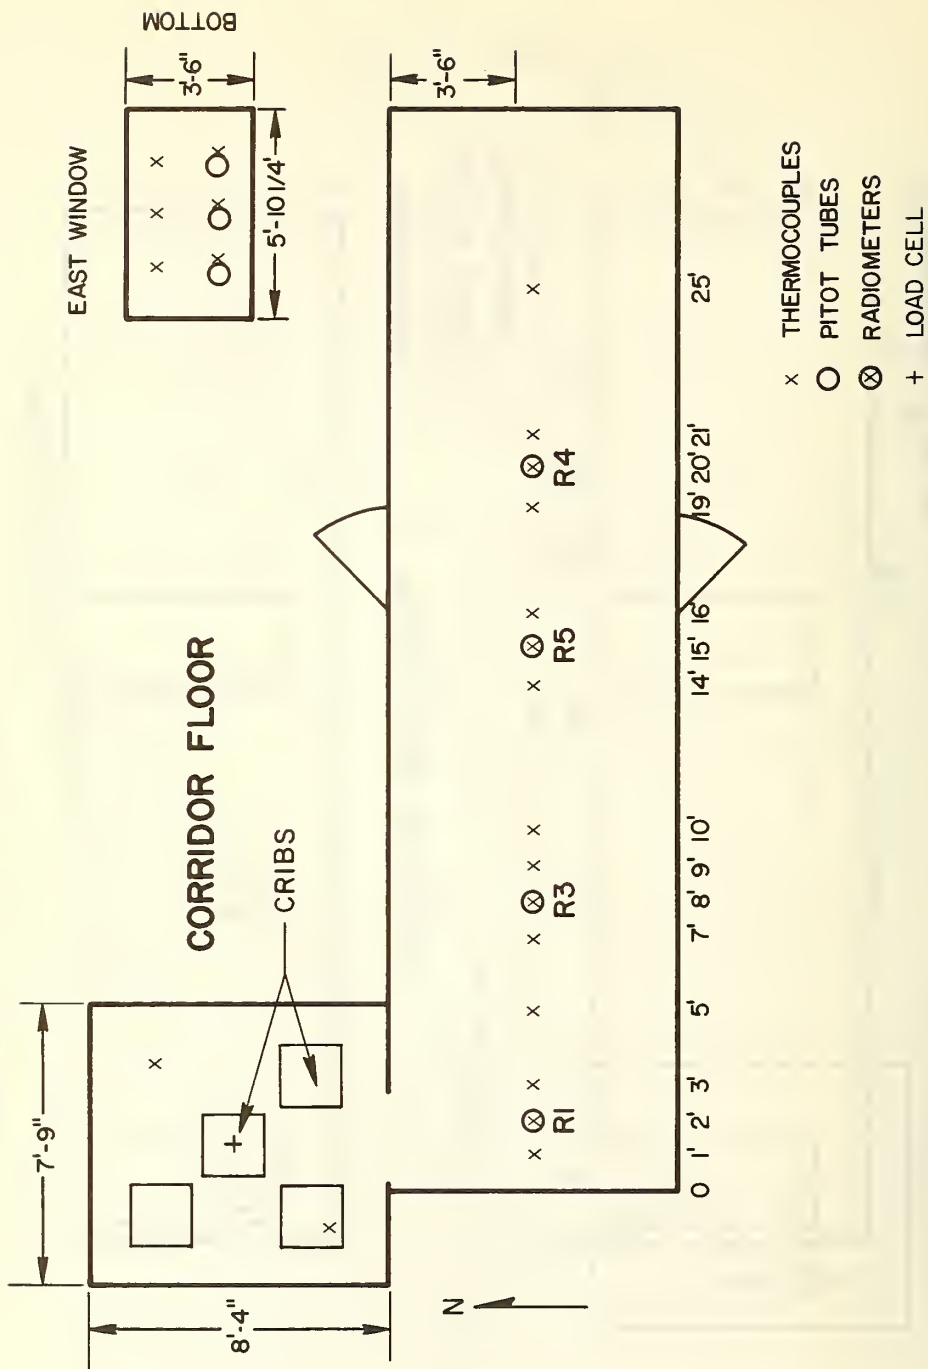 8'-4"
7'-9"
CORRIDOR FLOOR
CRIBS
EAST WINDOW
3'-6"
BOTTOM
5'-10 1/4'
3'-6"
N
R1
R3
R5
R4
0 1' 2' 3' 5' 7' 8' 9' 10' 14' 15' 16' 19' 20' 21' 25'
x THERMOCOUPLES
O PITOT TUBES
⊗ RADIOMETERS
+ LOAD CELL